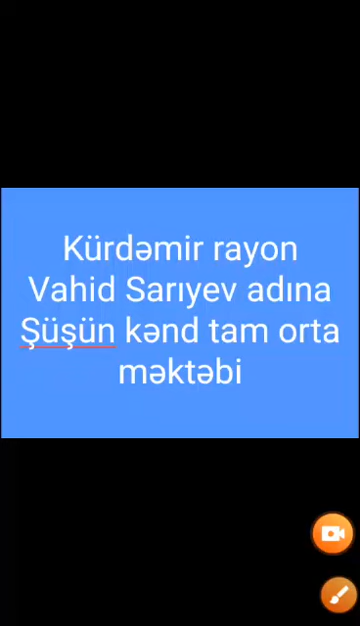 Kürdəmir rayon
Vahid Sarıyev adına
Şüşün kənd tam orta
məktəbi